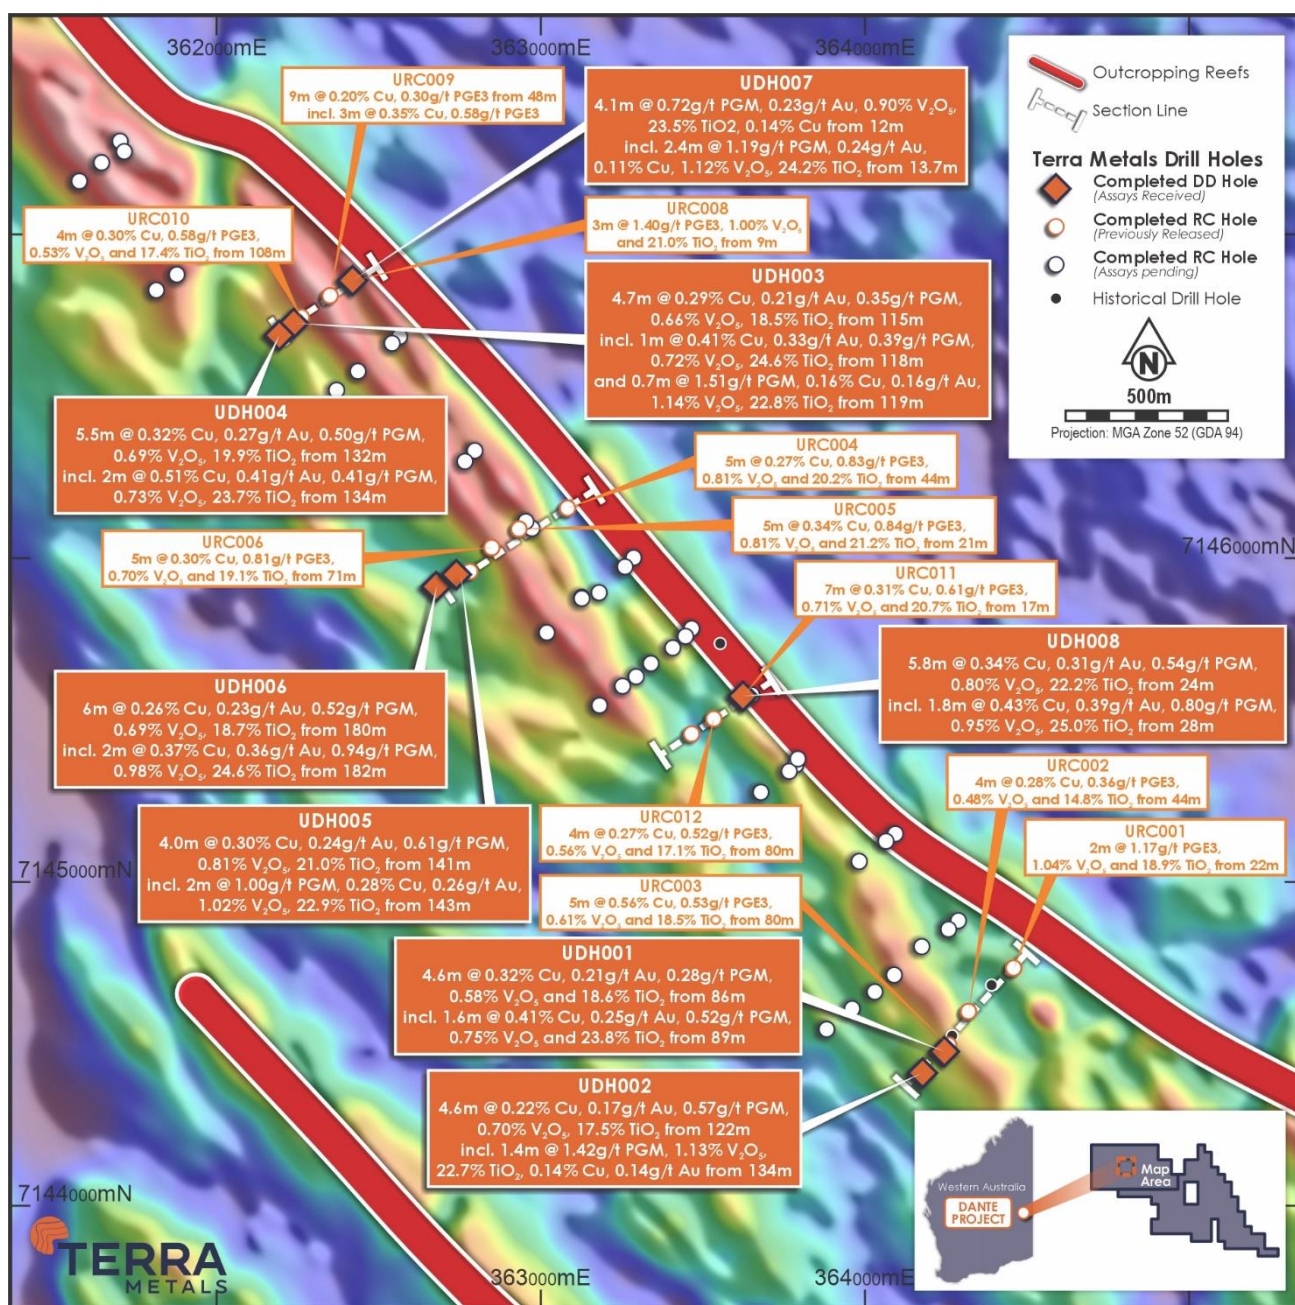 362000mE
363000mE
364000mE
URC009
9m @ 0.20% Cu, 0.30g/t PGE3 from 48m
incl. 3m @ 0.35% Cu, 0.58g/t PGE3
UDH007
4.1m @ 0.72g/t PGM, 0.23g/t Au, 0.90% V₂O₅,
23.5% TiO2, 0.14% Cu from 12m
incl. 2.4m @ 1.19g/t PGM, 0.24g/t Au,
0.11% Cu, 1.12% V₂O₅, 24.2% TiO₂ from 13.7m
Outcropping Reefs
Section Line
Terra Metals Drill Holes
Completed DD Hole
(Assays Received)
Completed RC Hole
(Previously Released)
Completed RC Hole
(Assays pending)
Historical Drill Hole
N
500m
Projection: MGA Zone 52 (GDA 94)
URC010
4m @ 0.30% Cu, 0.58g/t PGE3,
0.53% V₂O₅ and 17.4% TiO₂ from 108m
URC008
3m @ 1.40g/t PGE3, 1.00% V₂O₅
and 21.0% TiO₂ from 9m
UDH003
4.7m @ 0.29% Cu, 0.21g/t Au, 0.35g/t PGM,
0.66% V₂O₅, 18.5% TiO₂ from 115m
incl. 1m @ 0.41% Cu, 0.33g/t Au, 0.39g/t PGM,
0.72% V₂O₅, 24.6% TiO₂ from 118m
and 0.7m @ 1.51g/t PGM, 0.16% Cu, 0.16g/t Au,
1.14% V₂O₅, 22.8% TiO₂ from 119m
UDH004
5.5m @ 0.32% Cu, 0.27g/t Au, 0.50g/t PGM,
0.69% V₂O₅, 19.9% TiO₂ from 132m
incl. 2m @ 0.51% Cu, 0.41g/t Au, 0.41g/t PGM,
0.73% V₂O₅, 23.7% TiO₂ from 134m
URC004
5m @ 0.27% Cu, 0.83g/t PGE3,
0.81% V₂O₅ and 20.2% TiO₂ from 44m
URC005
5m @ 0.34% Cu, 0.84g/t PGE3,
0.81% V₂O₅ and 21.2% TiO₂ from 21m
URC006
5m @ 0.30% Cu, 0.81g/t PGE3,
0.70% V₂O₅ and 19.1% TiO₂ from 71m
7146000mN
URC011
7m @ 0.31% Cu, 0.61g/t PGE3,
0.71% V₂O₅ and 20.7% TiO₂ from 17m
UDH008
5.8m @ 0.34% Cu, 0.31g/t Au, 0.54g/t PGM,
0.80% V₂O₅, 22.2% TiO₂ from 24m
incl. 1.8m @ 0.43% Cu, 0.39g/t Au, 0.80g/t PGM,
0.95% V₂O₅, 25.0% TiO₂ from 28m
UDH006
6m @ 0.26% Cu, 0.23g/t Au, 0.52g/t PGM,
0.69% V₂O₅, 18.7% TiO₂ from 180m
incl. 2m @ 0.37% Cu, 0.36g/t Au, 0.94g/t PGM,
0.98% V₂O₅, 24.6% TiO₂ from 182m
URC002
4m @ 0.28% Cu, 0.36g/t PGE3,
0.48% V₂O₅ and 14.8% TiO₂ from 44m
UDH005
4.0m @ 0.30% Cu, 0.24g/t Au, 0.61g/t PGM,
0.81% V₂O₅, 21.0% TiO₂ from 141m
incl. 2m @ 1.00g/t PGM, 0.28% Cu, 0.26g/t Au,
1.02% V₂O₅, 22.9% TiO₂ from 143m
URC012
4m @ 0.27% Cu, 0.52g/t PGE3,
0.56% V₂O₅ and 17.1% TiO₂ from 80m
URC001
2m @ 1.17g/t PGE3,
1.04% V₂O₅ and 18.9% TiO₂ from 22m
7145000mN
URC003
5m @ 0.56% Cu, 0.53g/t PGE3,
0.61% V₂O₅ and 18.5% TiO₂ from 80m
UDH001
4.6m @ 0.32% Cu, 0.21g/t Au, 0.28g/t PGM,
0.58% V₂O₅ and 18.6% TiO₂ from 86m
incl. 1.6m @ 0.41% Cu, 0.25g/t Au, 0.52g/t PGM,
0.75% V₂O₅ and 23.8% TiO₂ from 89m
UDH002
4.6m @ 0.22% Cu, 0.17g/t Au, 0.57g/t PGM,
0.70% V₂O₅, 17.5% TiO₂ from 122m
incl. 1.4m @ 1.42g/t PGM, 1.13% V₂O₅,
22.7% TiO₂, 0.14% Cu, 0.14g/t Au from 134m
7144000mN
Western Australia
DANTE
PROJECT
Map
Area
TERRA
METALS
363000mE
364000mE